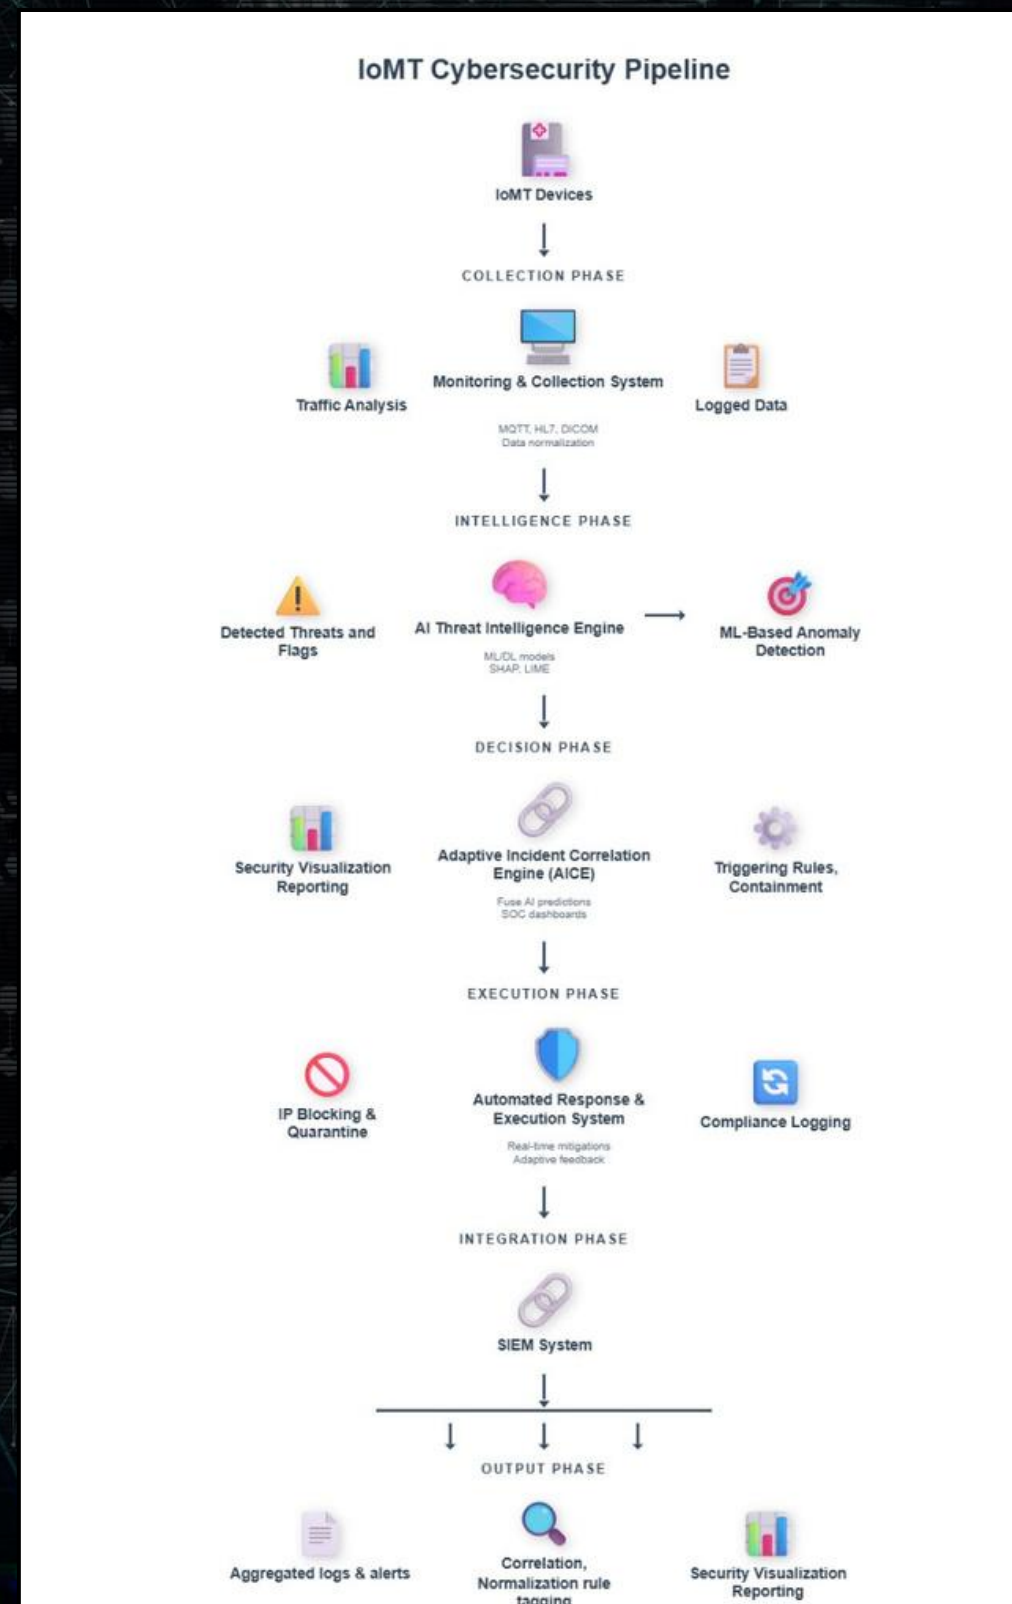 IoMT Cybersecurity Pipeline
IoMT Devices
COLLECTION PHASE
Traffic Analysis
Monitoring & Collection System
MQTT, HL7, DICOM
Data normalization
Logged Data
INTELLIGENCE PHASE
Detected Threats and
Flags
AI Threat Intelligence Engine
ML/DL models
SHAP, LIME
ML-Based Anomaly
Detection
DECISION PHASE
Security Visualization
Reporting
Adaptive Incident Correlation
Engine (AICE)
Fuse AI predictions
SOC dashboards
Triggering Rules,
Containment
EXECUTION PHASE
IP Blocking &
Quarantine
Automated Response &
Execution System
Real-time mitigations
Adaptive feedback
Compliance Logging
INTEGRATION PHASE
SIEM System
OUTPUT PHASE
Aggregated logs & alerts
Correlation,
Normalization rule
tagging
Security Visualization
Reporting